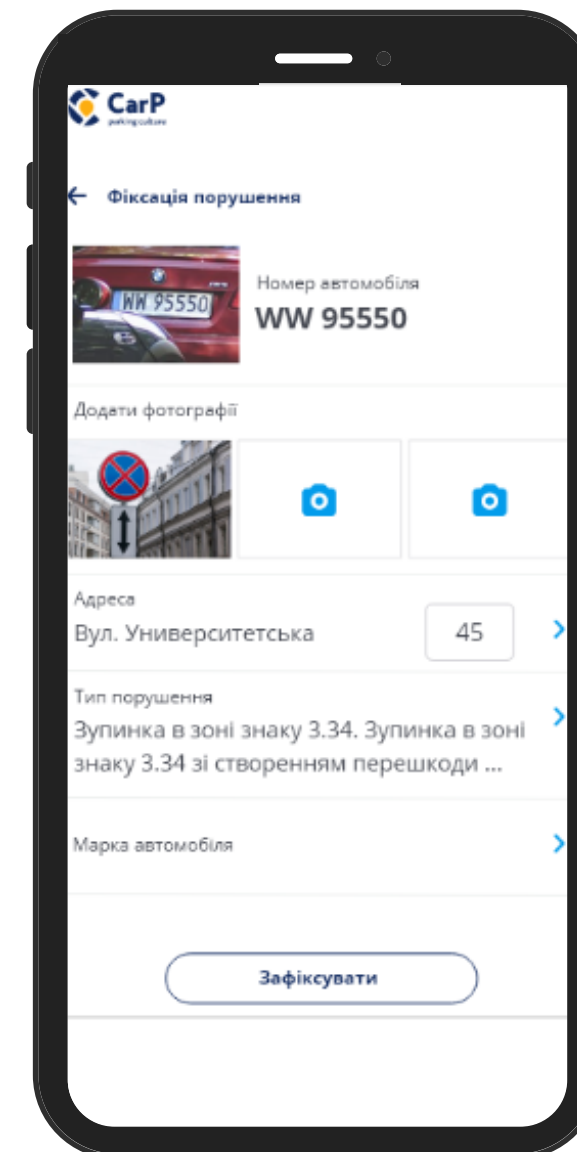 CarP
parking culture
Фіксація порушення
WW 95550
Номер автомобіля
WW 95550
Додати фотографії
Адреса
Вул. Университетська
45
Тип порушення
Зупинка в зоні знаку 3.34. Зупинка в зоні
знаку 3.34 зі створенням перешкоди ...
Марка автомобіля
Зафіксувати